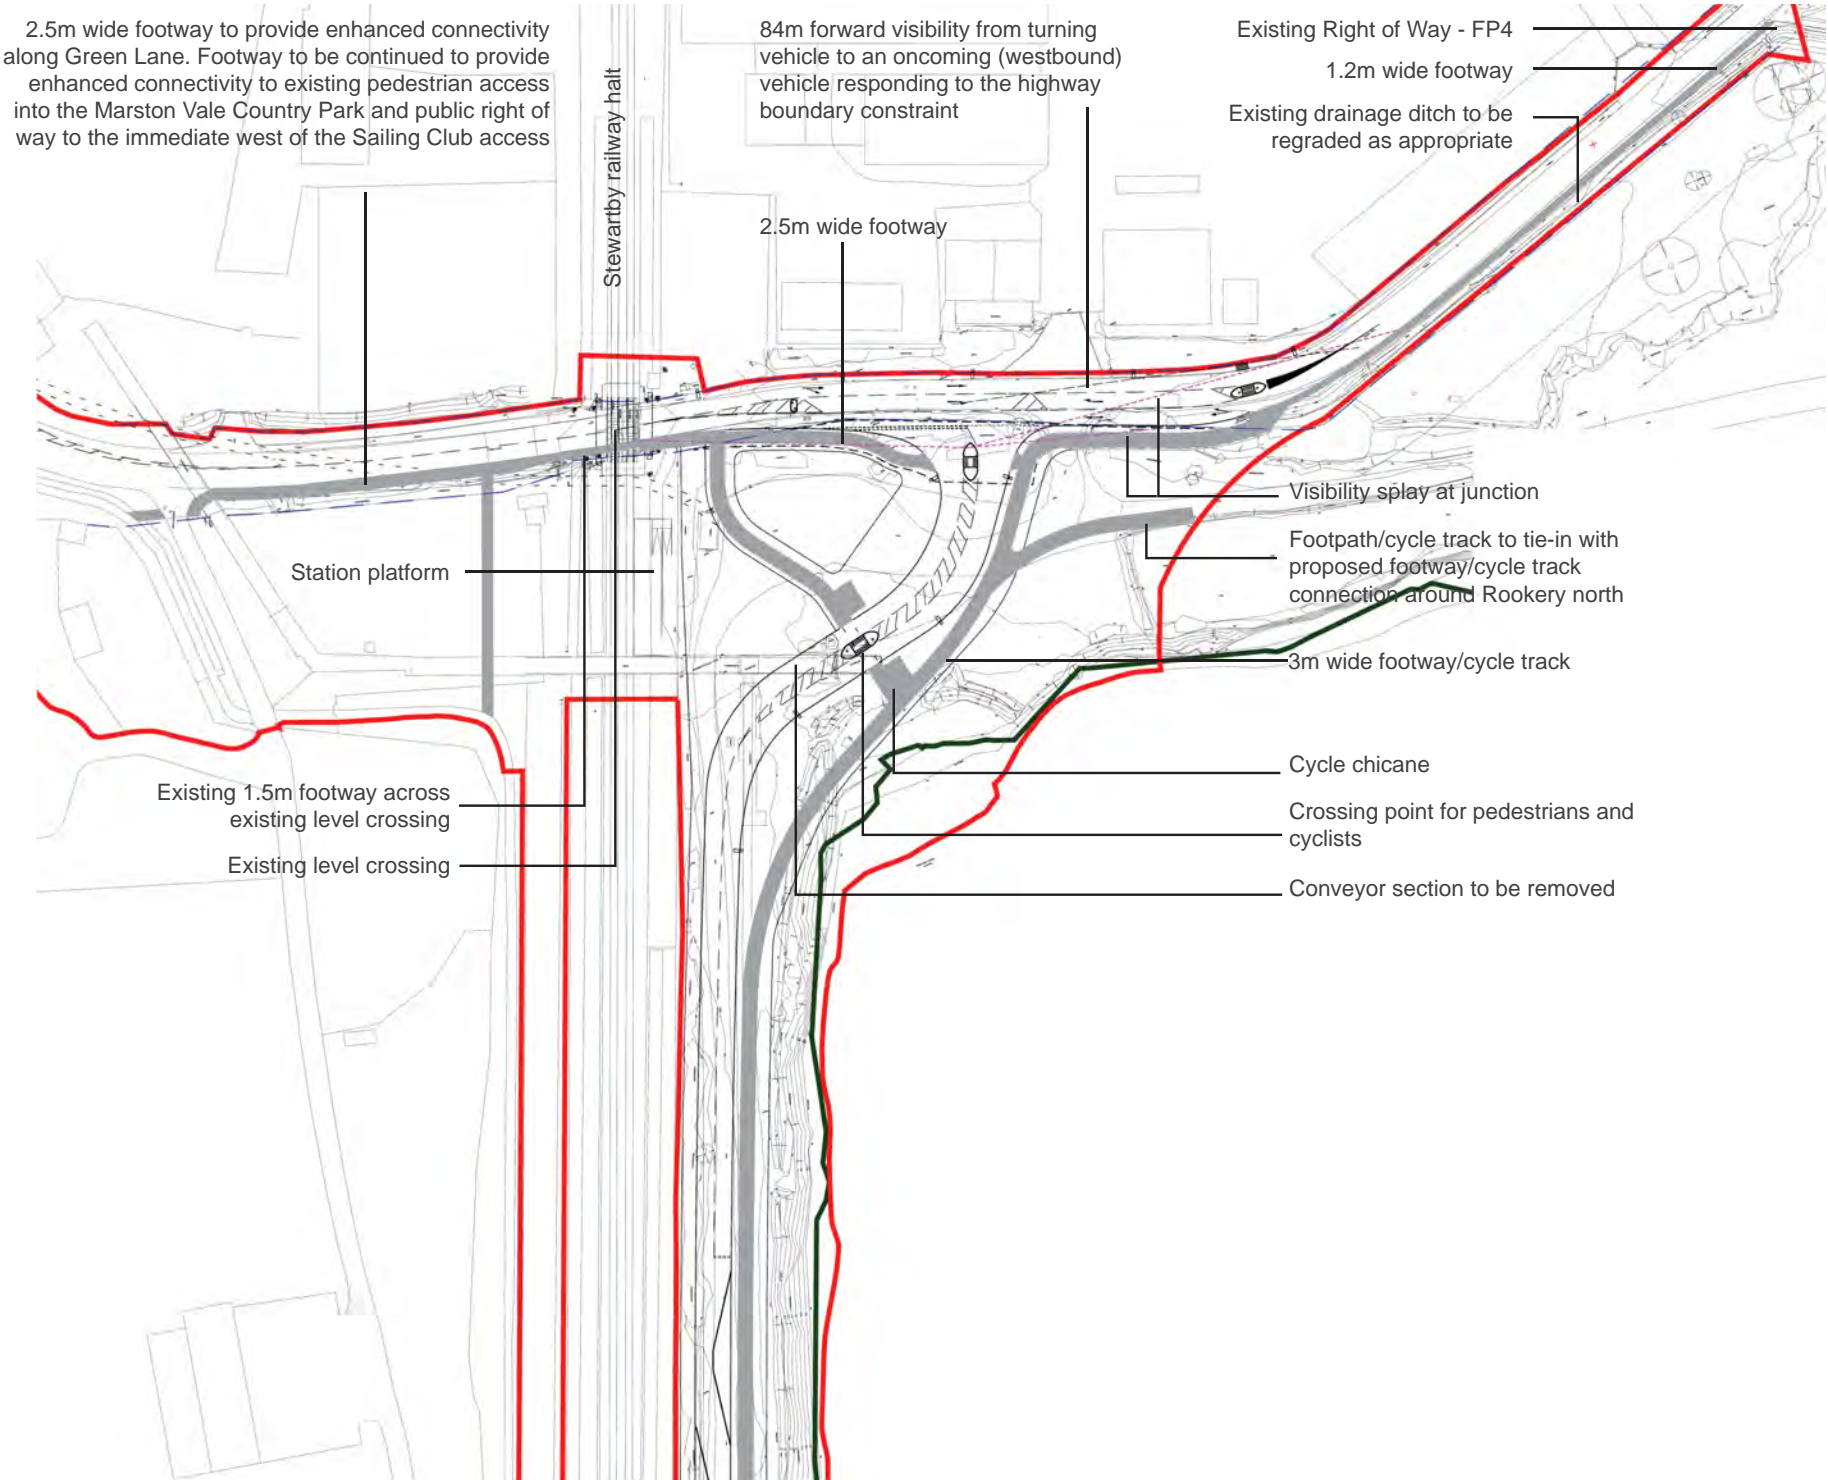 2.5m wide footway to provide enhanced connectivity
along Green Lane. Footway to be continued to provide
enhanced connectivity to existing pedestrian access
into the Marston Vale Country Park and public right of
way to the immediate west of the Sailing Club access
Stewartby railway halt
84m forward visibility from turning
vehicle to an oncoming (westbound)
vehicle responding to the highway
boundary constraint
2.5m wide footway
Existing Right of Way - FP4
1.2m wide footway
Existing drainage ditch to be
regraded as appropriate
Visibility splay at junction
Footpath/cycle track to tie-in with
proposed footway/cycle track
connection around Rookery north
Station platform
3m wide footway/cycle track
Cycle chicane
Existing 1.5m footway across
existing level crossing
Crossing point for pedestrians and
cyclists
Existing level crossing
Conveyor section to be removed